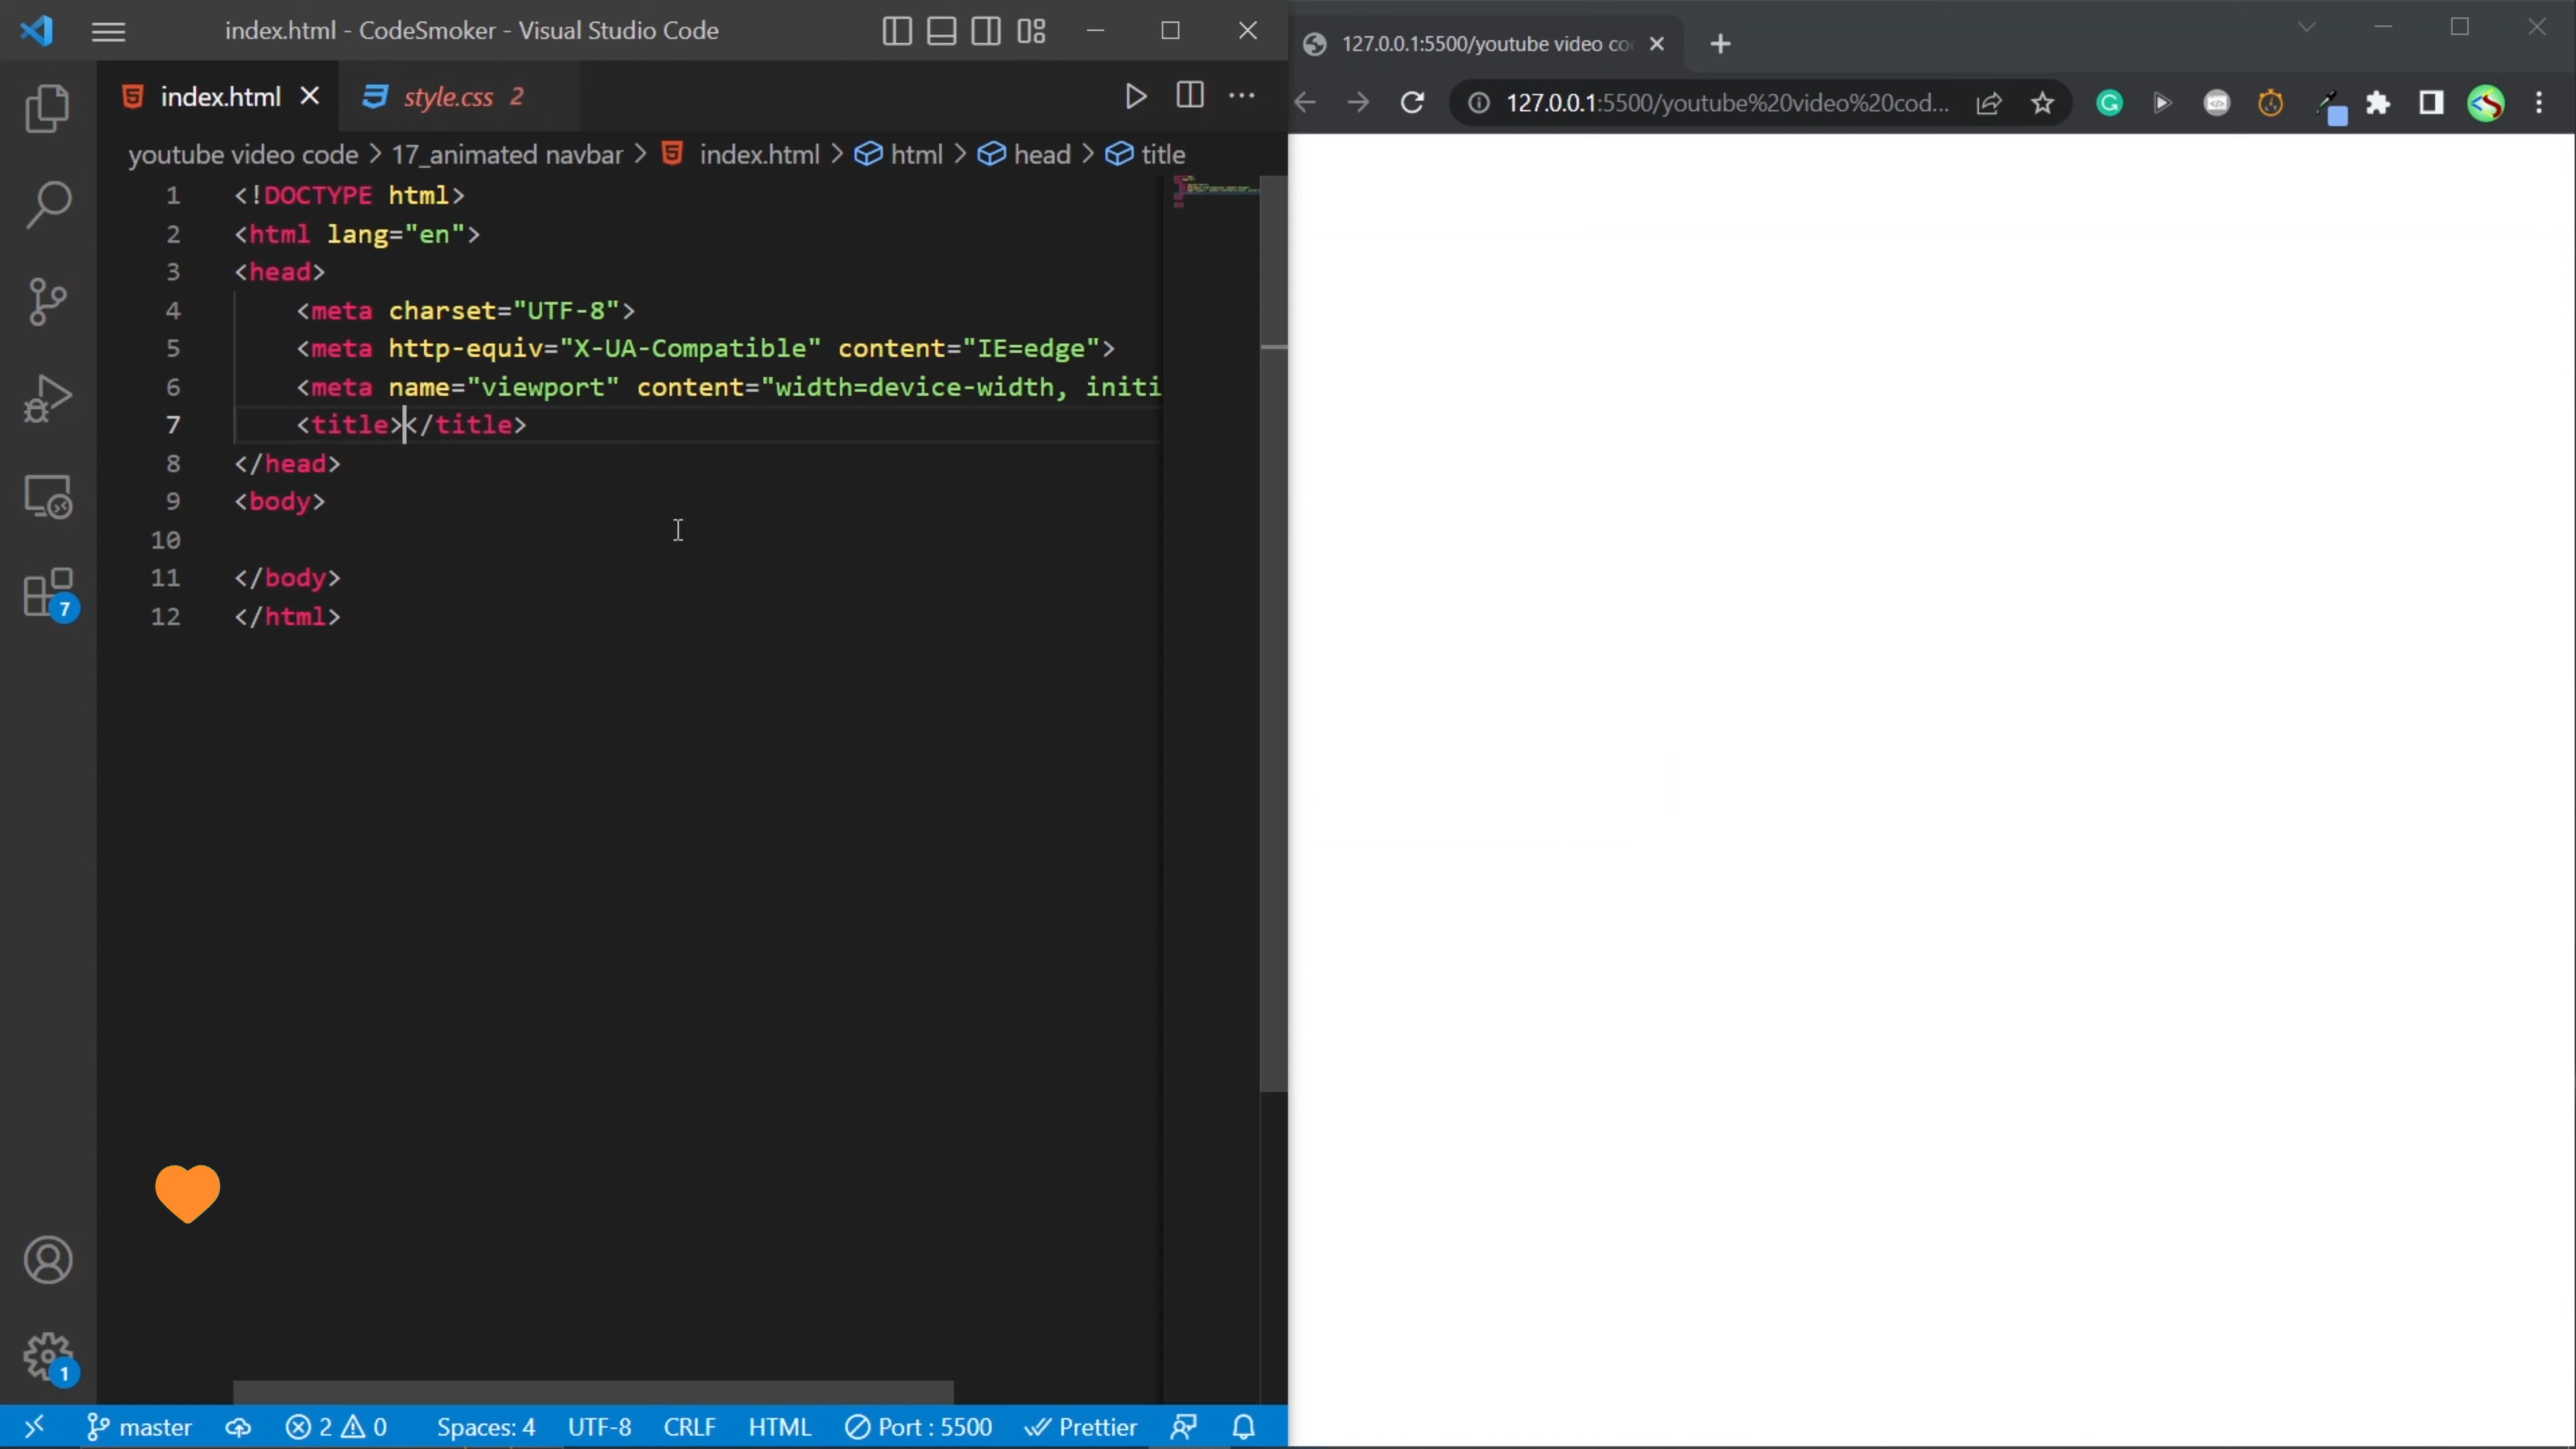 index.html - CodeSmoker - Visual Studio Code
index.html
style.css 2
youtube video code > 17_animated navbar > index.html > html > head > title
1 <!DOCTYPE html>
2 <html lang="en">
3 <head>
4 <meta charset="UTF-8">
5 <meta http-equiv="X-UA-Compatible" content="IE=edge">
6 <meta name="viewport" content="width=device-width, initi
7 <title></title>
8 </head>
9 <body>
10
11 </body>
12 </html>
7
1
master
2 0
Spaces: 4
UTF-8
CRLF
HTML
Port : 5500
Prettier
127.0.0.1:5500/youtube video co
127.0.0.1:5500/youtube%20video%20cod...